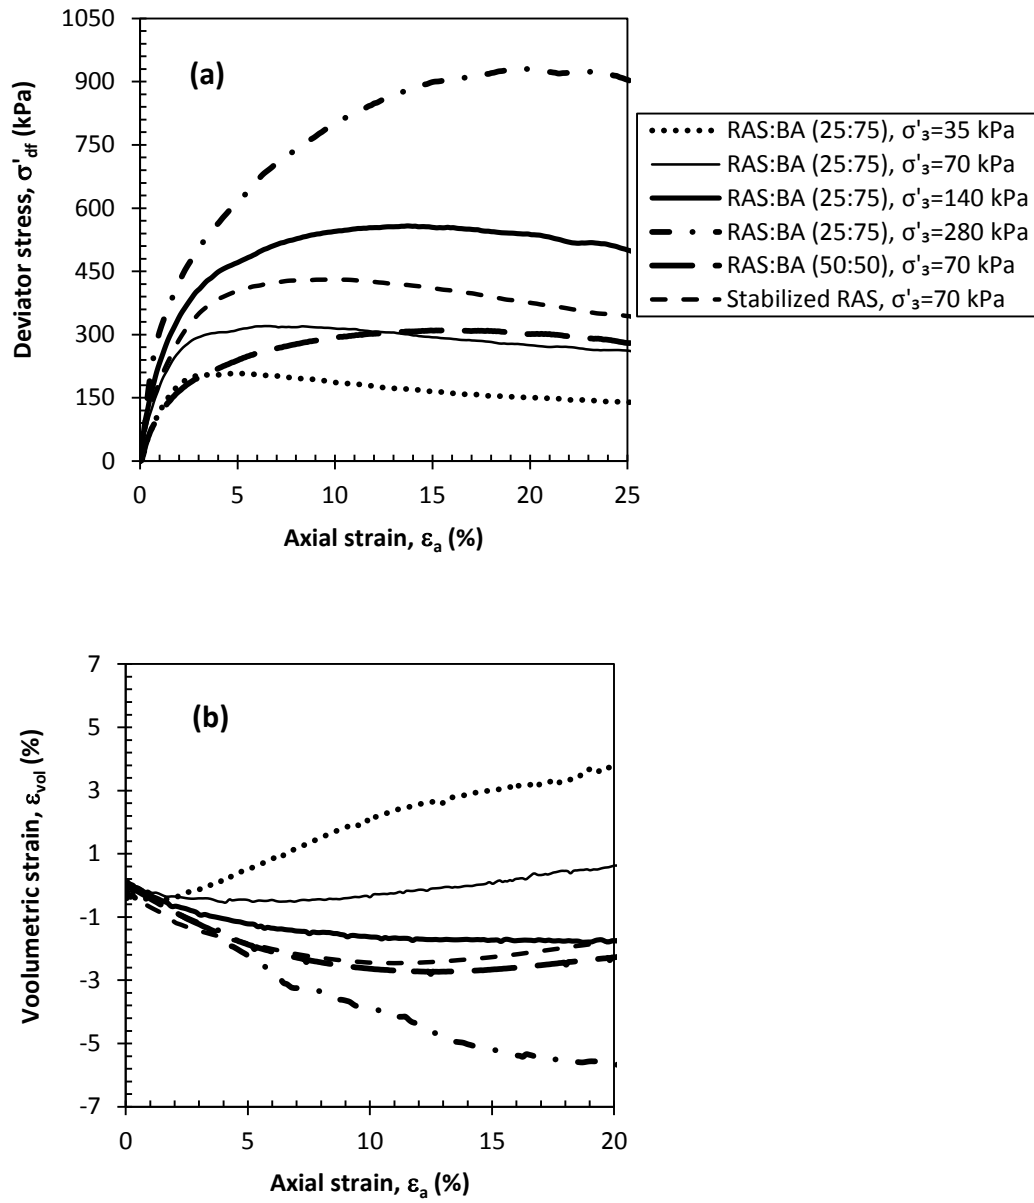 1050
900
750
600
450
300
150
0
Deviator stress, σ'df (kPa)
(a)
0 5 10 15 20 25
Axial strain, εa (%)
RAS:BA (25:75), σ'₃=35 kPa
RAS:BA (25:75), σ'₃=70 kPa
RAS:BA (25:75), σ'₃=140 kPa
RAS:BA (25:75), σ'₃=280 kPa
RAS:BA (50:50), σ'₃=70 kPa
Stabilized RAS, σ'₃=70 kPa
7
5
3
1
-1
-3
-5
-7
Voolumetric strain, εvol (%)
(b)
0 5 10 15 20
Axial strain, εa (%)